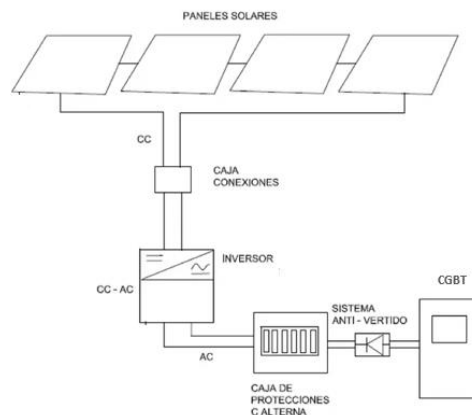 PANELES SOLARES
CC
CAJA
CONEXIONES
INVERSOR
CC - AC
AC
CAJA DE
PROTECCIONES
C ALTERNA
SISTEMA
ANTI - VERTIDO
CGBT